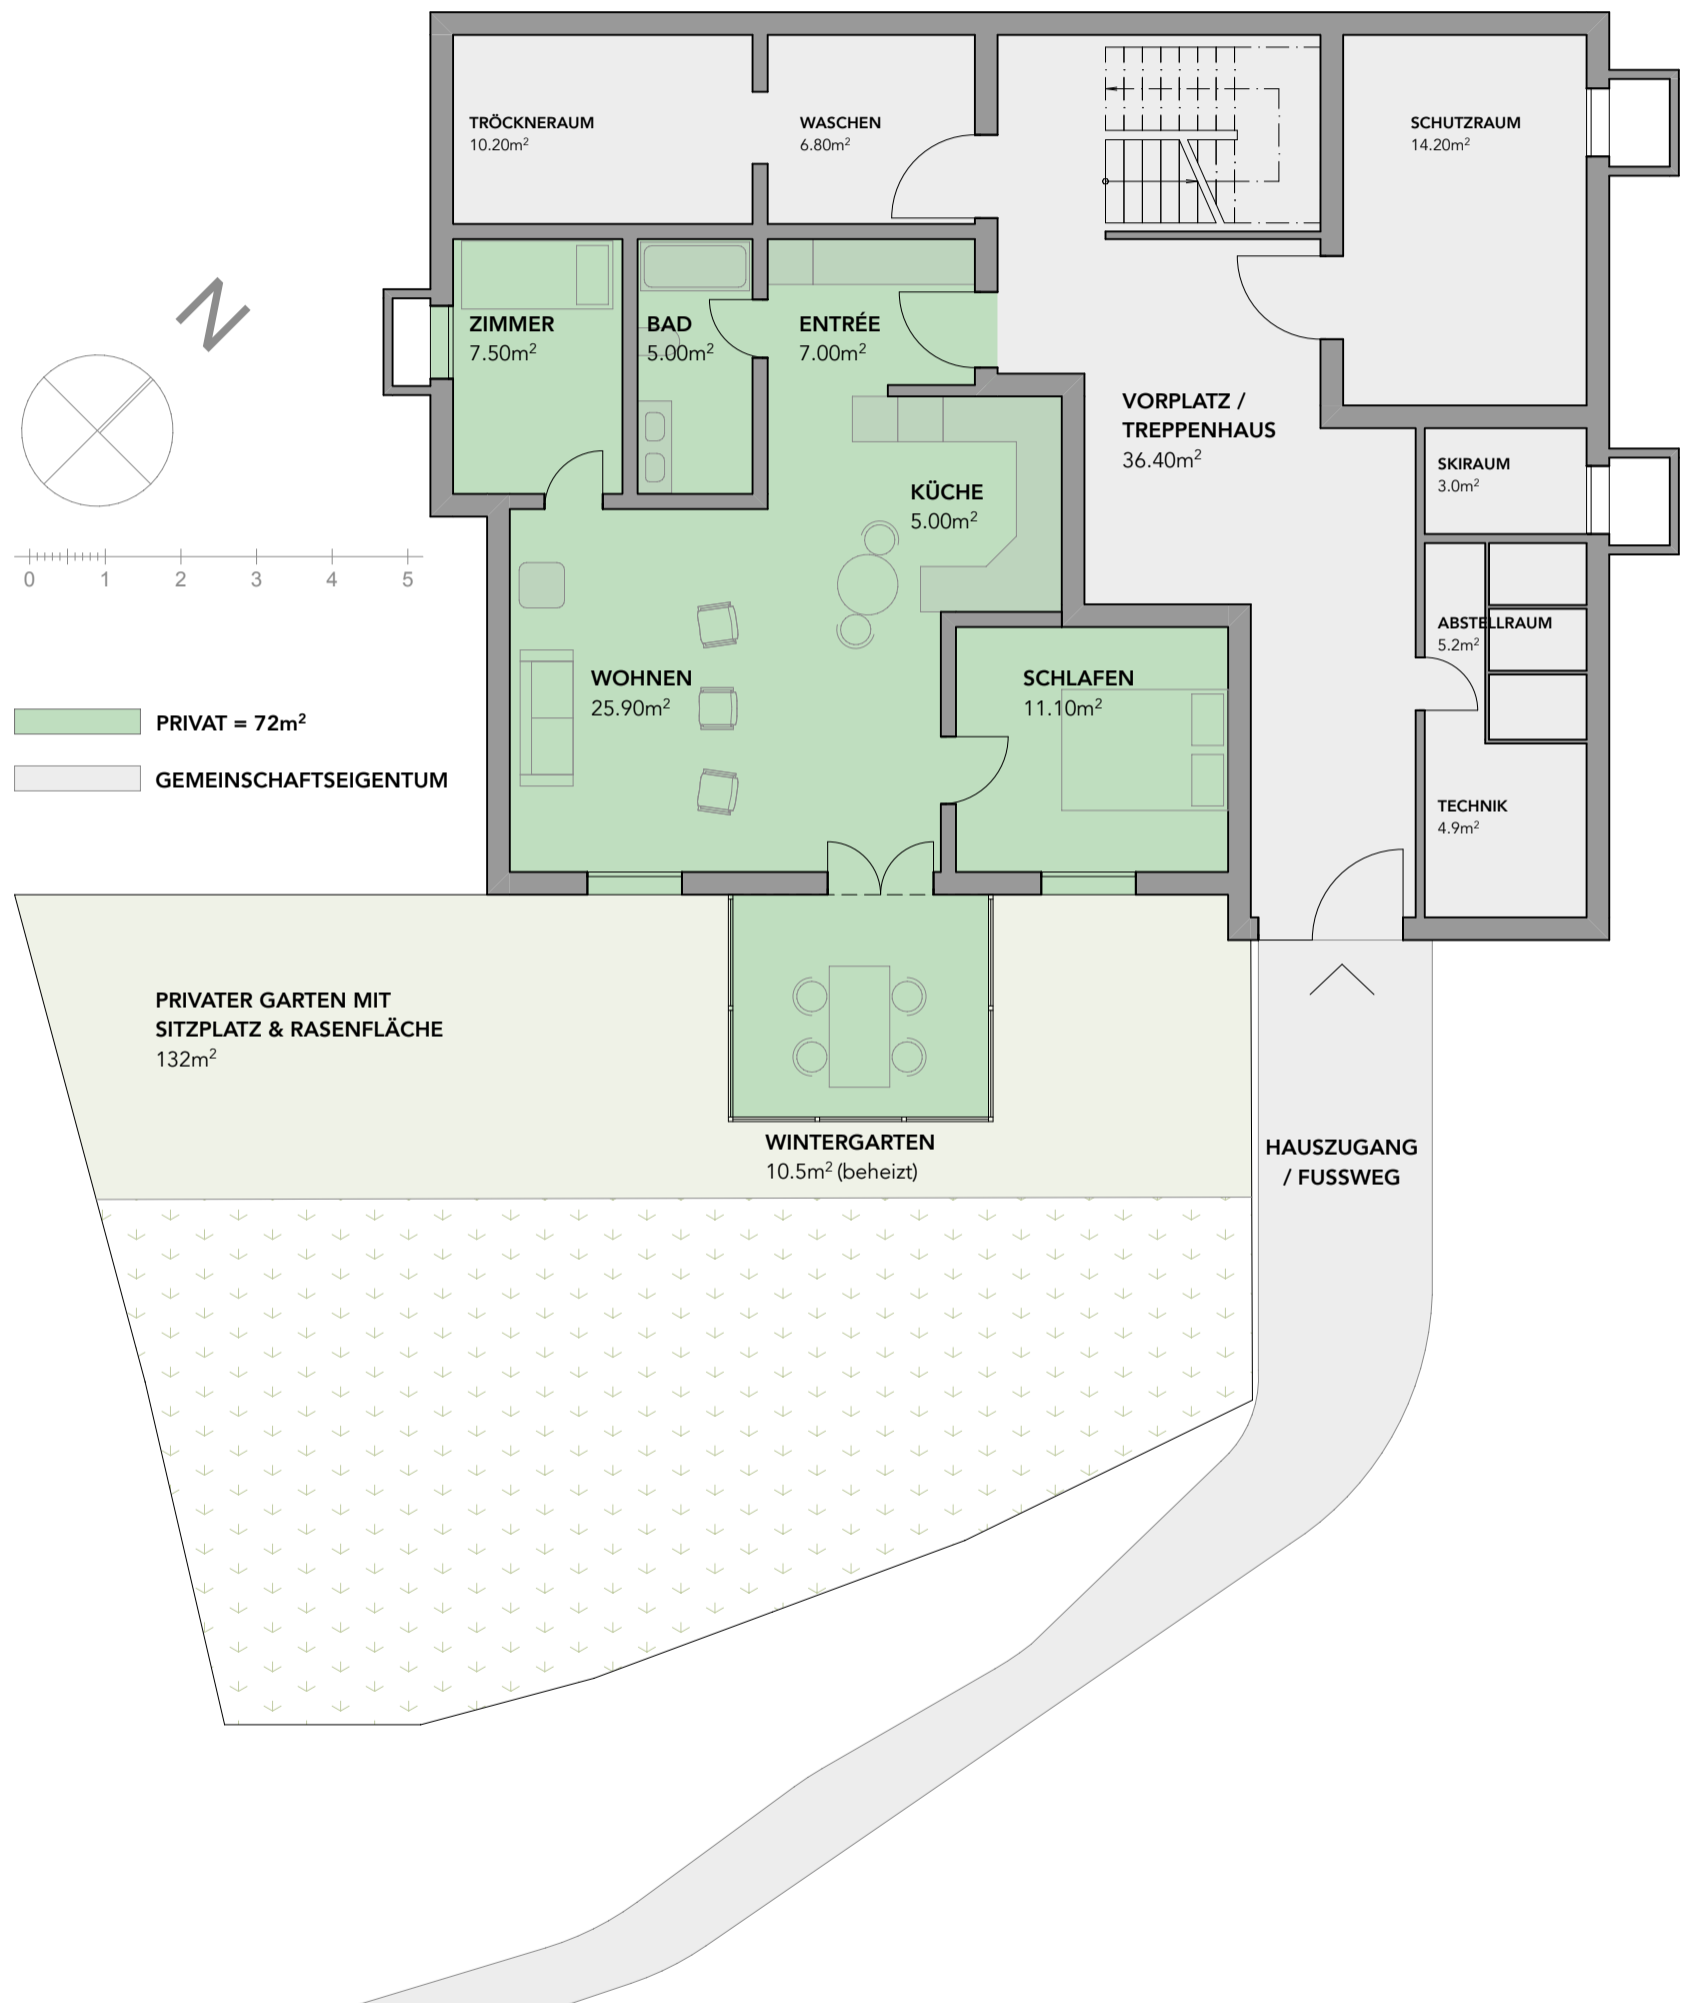 TRÖCKNERAUM
10.20m²
WASCHEN
6.80m²
SCHUTZRAUM
14.20m²
N
ZIMMER
7.50m²
BAD
5.00m²
ENTRÉE
7.00m²
VORPLATZ /
TREPPENHAUS
36.40m²
SKIRAUM
3.0m²
KÜCHE
5.00m²
0 1 2 3 4 5
ABSTELLRAUM
5.2m²
WOHNEN
25.90m²
SCHLAFEN
11.10m²
PRIVAT = 72m²
GEMEINSCHAFTSEIGENTUM
TECHNIK
4.9m²
PRIVATER GARTEN MIT
SITZPLATZ & RASENFLÄCHE
132m²
WINTERGARTEN
10.5m² (beheizt)
HAUSZUGANG
/ FUSSWEG